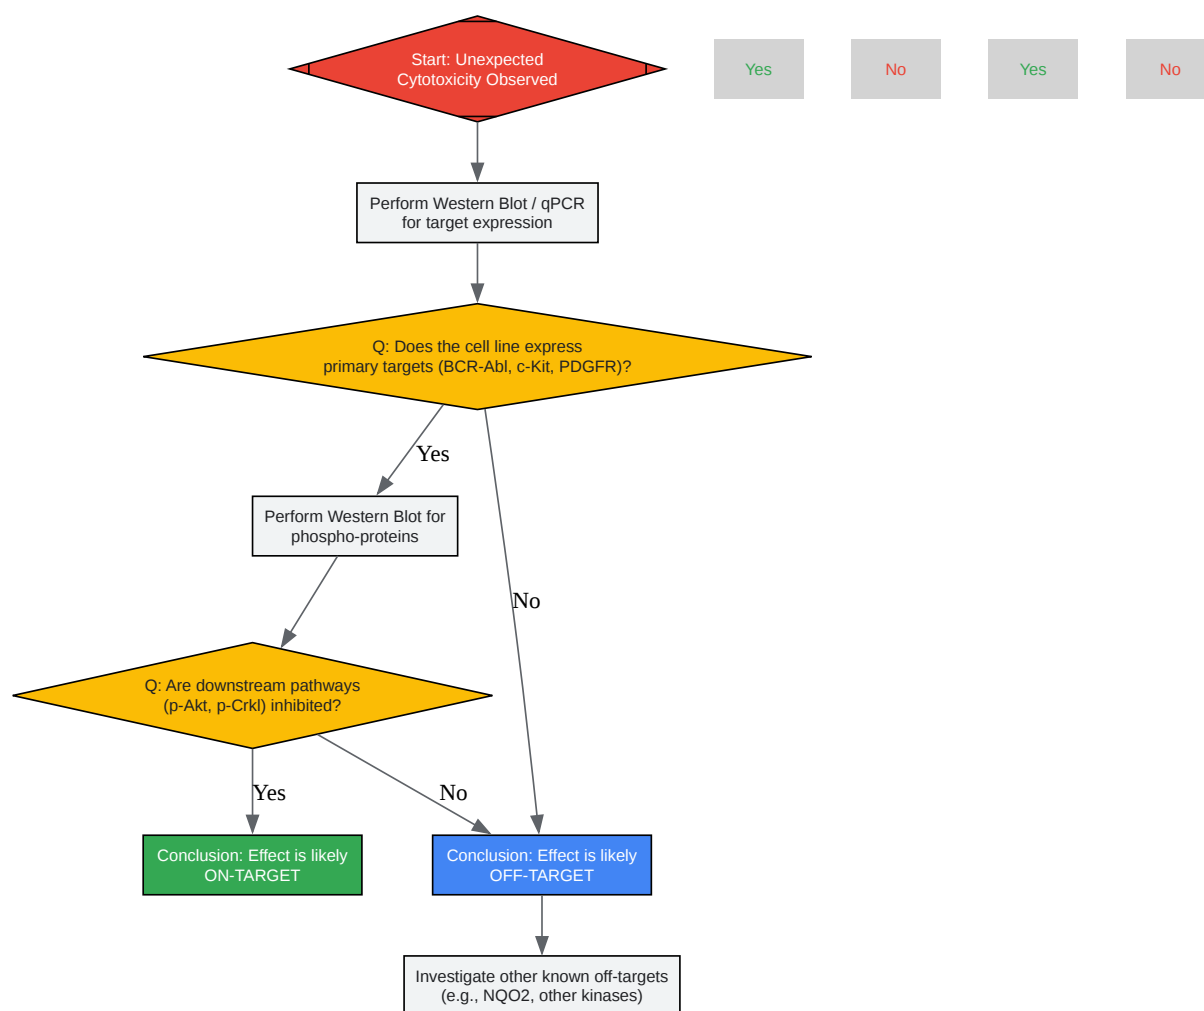 Start: Unexpected
Cytotoxicity Observed
Yes
No
Yes
No
Perform Western Blot / qPCR
for target expression
Q: Does the cell line express
primary targets (BCR-Abl, c-Kit, PDGFR)?
Yes
Perform Western Blot for
phospho-proteins
No
Q: Are downstream pathways
(p-Akt, p-Crkl) inhibited?
Yes
No
Conclusion: Effect is likely
ON-TARGET
Conclusion: Effect is likely
OFF-TARGET
Investigate other known off-targets
(e.g., NQO2, other kinases)